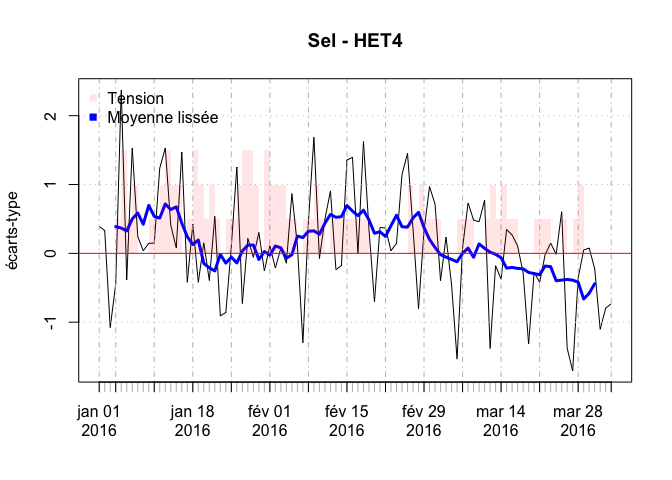 Sel - HET4
Tension
Moyenne lissée
écarts-type
2
1
0
-1
jan 01 2016
jan 18 2016
fév 01 2016
fév 15 2016
fév 29 2016
mar 14 2016
mar 28 2016